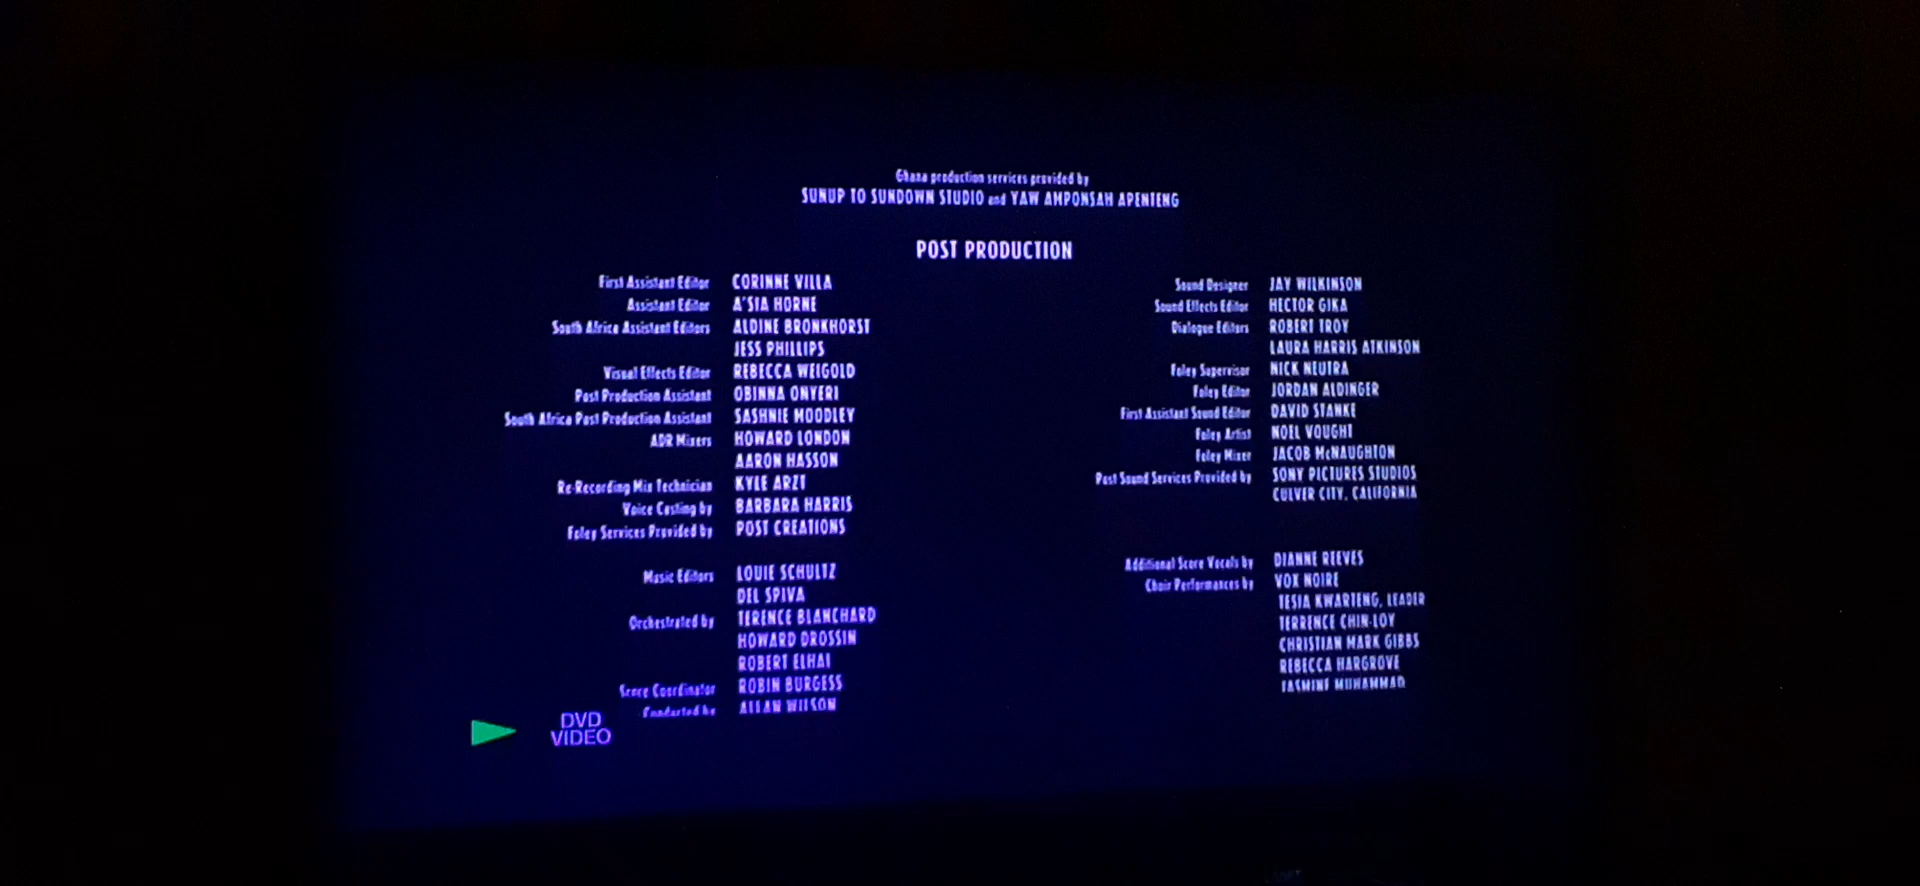 Ghana production services provided by
SUNUP TO SUNDOWN STUDIO and YAW AMPONSAH APENTENG
POST PRODUCTION
First Assistant Editor CORINNE VILLA
Assistant Editor A'SIA HORNE
South Africa Assistant Editors ALDINE BRONKHORST
JESS PHILLIPS
Visual Effects Editor REBECCA WEIGOLD
Post Production Assistant OBINNA ONYERI
South Africa Post Production Assistant SASHNIE MOODLEY
ADR Mixers HOWARD LONDON
AARON HASSON
Re-Recording Mix Technician KYLE ARZT
Voice Casting by BARBARA HARRIS
Foley Services Provided by POST CREATIONS
Music Editors LOUIE SCHULTZ
DEL SPIVA
Orchestrated by TERENCE BLANCHARD
HOWARD DROSSIN
ROBERT ELHAI
Score Coordinator ROBIN BURGESS
Conducted by ALLAN WILSON
Sound Designer JAY WILKINSON
Sound Effects Editor HECTOR GIKA
Dialogue Editors ROBERT TROY
LAURA HARRIS ATKINSON
Foley Supervisor NICK NEUTRA
Foley Editor JORDAN ALDINGER
First Assistant Sound Editor DAVID STANKE
Foley Artist NOEL VOUGHT
Foley Mixer JACOB McNAUGHTON
Post Sound Services Provided by SONY PICTURES STUDIOS
CULVER CITY, CALIFORNIA
Additional Score Vocals by DIANNE REEVES
Choir Performances by VOX NOIRE
TESIA KWARTENG, LEADER
TERRENCE CHIN-LOY
CHRISTIAN MARK GIBBS
REBECCA HARGROVE
JASMINE MUHAMMAD
DVD
VIDEO